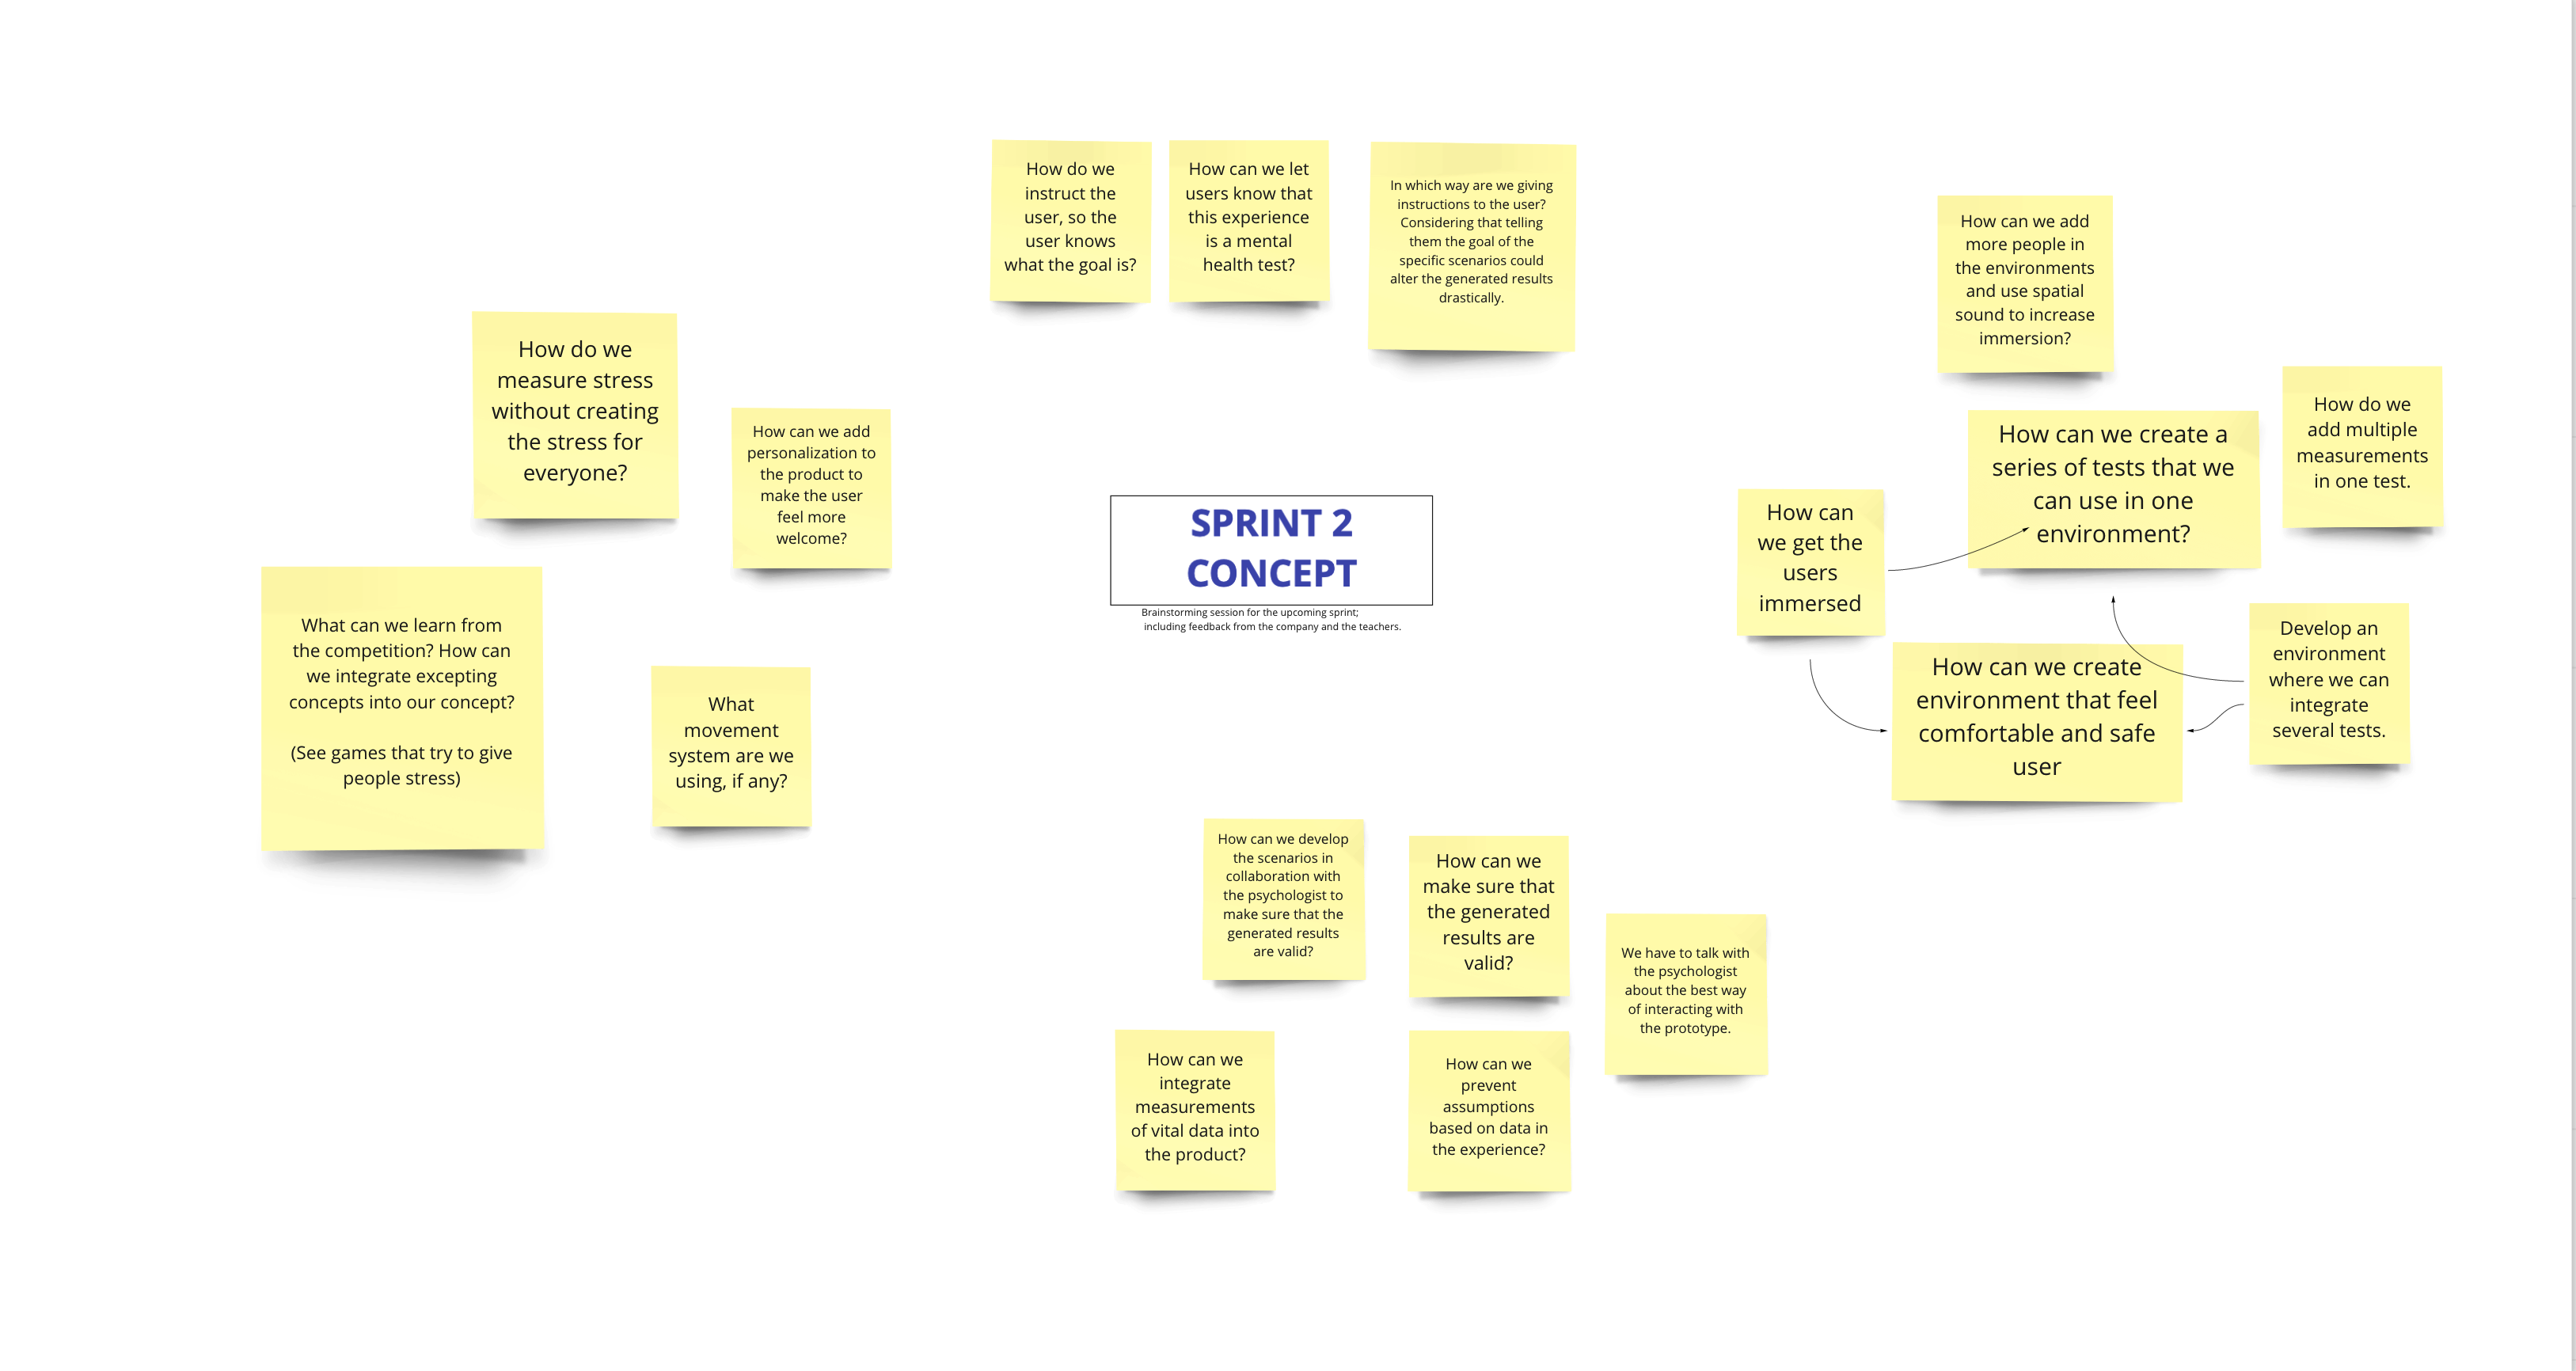 How do we
instruct the
user, so the
user knows
what the goal is?
How can we let
users know that
this experience
is a mental
health test?
In which way are we giving
instructions to the user?
Considering that telling
them the goal of the
specific scenarios could
alter the generated results
drastically.
How can we add
more people in
the environments
and use spatial
sound to increase
immersion?
How do we
measure stress
without creating
the stress for
everyone?
How can we add
personalization to
the product to
make the user
feel more
welcome?
SPRINT 2
CONCEPT
Brainstorming session for the upcoming sprint;
including feedback from the company and the teachers.
How can
we get the
users
immersed
How can we create a
series of tests that we
can use in one
environment?
How do we
add multiple
measurements
in one test.
What can we learn from
the competition? How can
we integrate excepting
concepts into our concept?
(See games that try to give
people stress)
What
movement
system are we
using, if any?
How can we create
environment that feel
comfortable and safe
user
Develop an
environment
where we can
integrate
several tests.
How can we develop
the scenarios in
collaboration with
the psychologist to
make sure that the
generated results
are valid?
How can we
make sure that
the generated
results are
valid?
We have to talk with
the psychologist
about the best way
of interacting with
the prototype.
How can we
integrate
measurements
of vital data into
the product?
How can we
prevent
assumptions
based on data in
the experience?